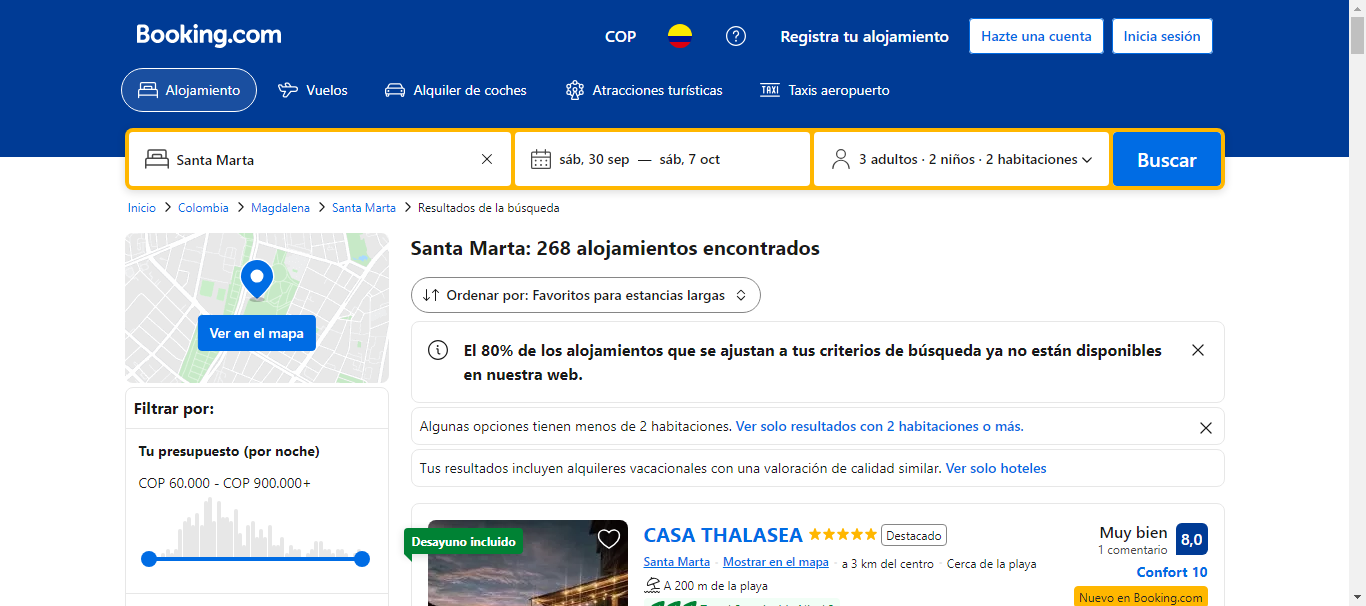 Booking.com
COP
Registra tu alojamiento
Hazte una cuenta
Inicia sesión
Alojamiento
Vuelos
Alquiler de coches
Atracciones turísticas
TAXI
Taxis aeropuerto
Santa Marta
sáb, 30 sep — sáb, 7 oct
3 adultos · 2 niños · 2 habitaciones
Buscar
Inicio > Colombia > Magdalena > Santa Marta > Resultados de la búsqueda
Ver en el mapa
Filtrar por:
Tu presupuesto (por noche)
COP 60.000 - COP 900.000+
Santa Marta: 268 alojamientos encontrados
Ordenar por: Favoritos para estancias largas
El 80% de los alojamientos que se ajustan a tus criterios de búsqueda ya no están disponibles
en nuestra web.
Algunas opciones tienen menos de 2 habitaciones. Ver solo resultados con 2 habitaciones o más.
Tus resultados incluyen alquileres vacacionales con una valoración de calidad similar. Ver solo hoteles
Desayuno incluido
CASA THALASEA
Destacado
Santa Marta · Mostrar en el mapa · a 3 km del centro · Cerca de la playa
A 200 m de la playa
Muy bien
1 comentario
8,0
Confort 10
Nuevo en Booking.com